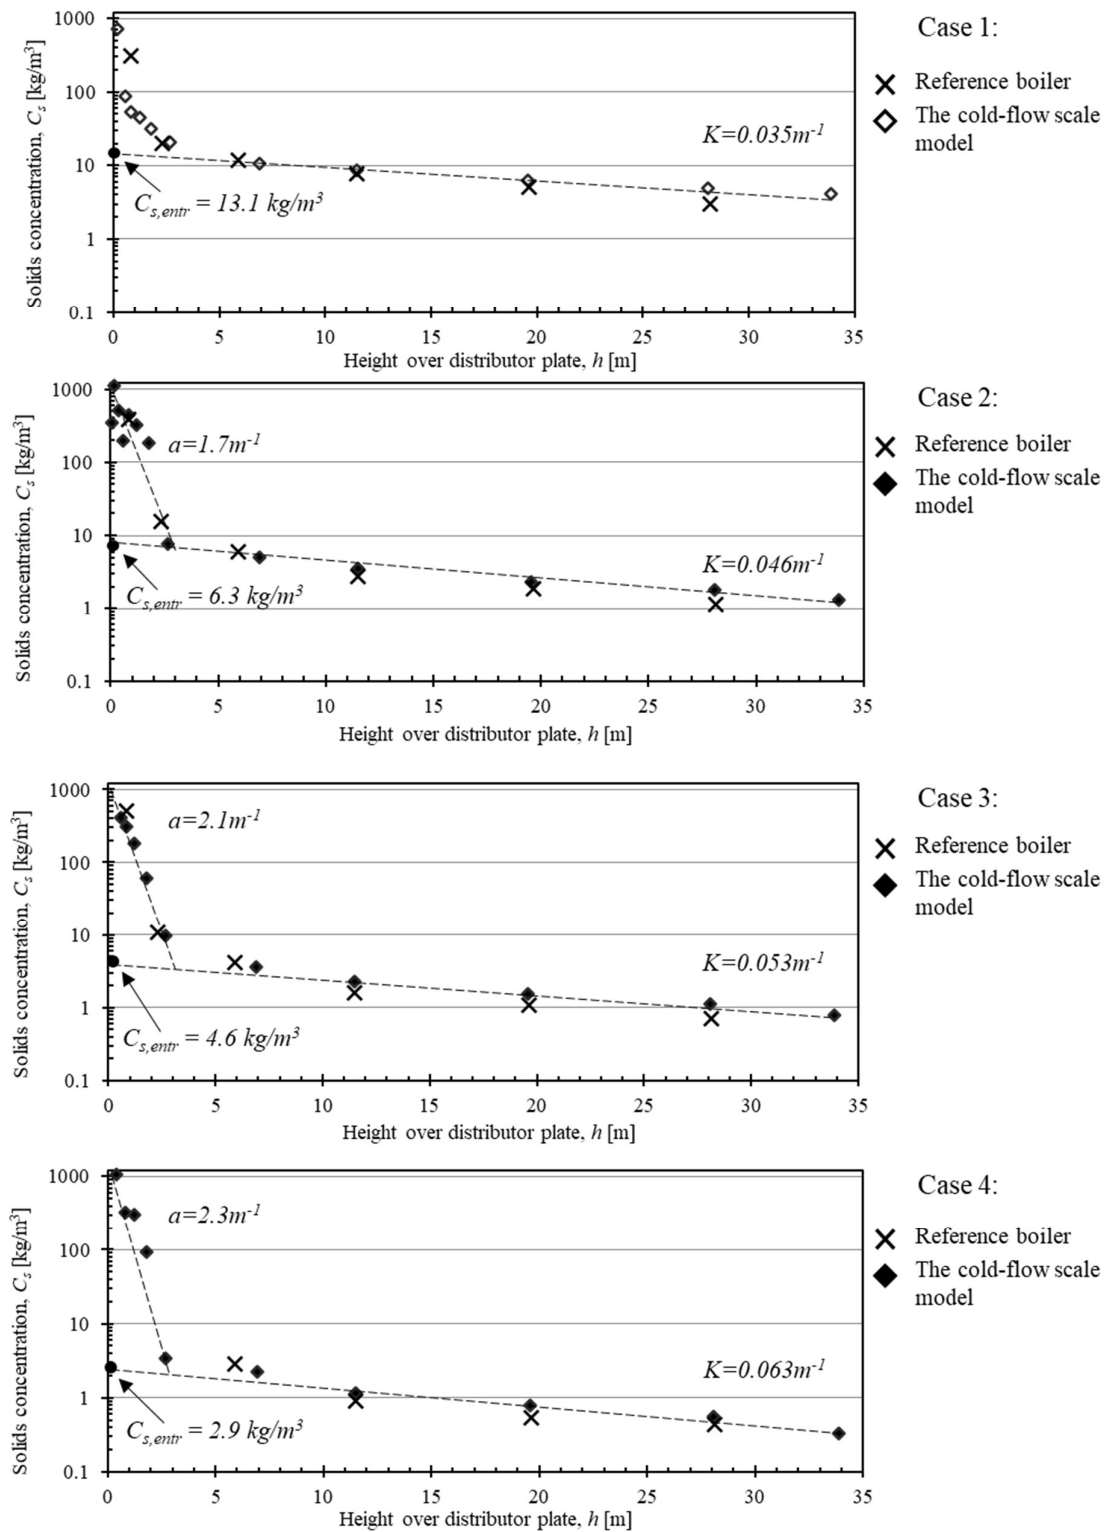 Case 1:
Reference boiler
The cold-flow scale
model
Solids concentration, C_s [kg/m³]
1000
100
10
1
0.1
K=0.035m⁻¹
C_s,entr = 13.1 kg/m³
0 5 10 15 20 25 30 35
Height over distributor plate, h [m]
Case 2:
Reference boiler
The cold-flow scale
model
Solids concentration, C_s [kg/m³]
1000
100
10
1
0.1
a=1.7m⁻¹
K=0.046m⁻¹
C_s,entr = 6.3 kg/m³
0 5 10 15 20 25 30 35
Height over distributor plate, h [m]
Case 3:
Reference boiler
The cold-flow scale
model
Solids concentration, C_s [kg/m³]
1000
100
10
1
0.1
a=2.1m⁻¹
K=0.053m⁻¹
C_s,entr = 4.6 kg/m³
0 5 10 15 20 25 30 35
Height over distributor plate, h [m]
Case 4:
Reference boiler
The cold-flow scale
model
Solids concentration, C_s [kg/m³]
1000
100
10
1
0.1
a=2.3m⁻¹
K=0.063m⁻¹
C_s,entr = 2.9 kg/m³
0 5 10 15 20 25 30 35
Height over distributor plate, h [m]